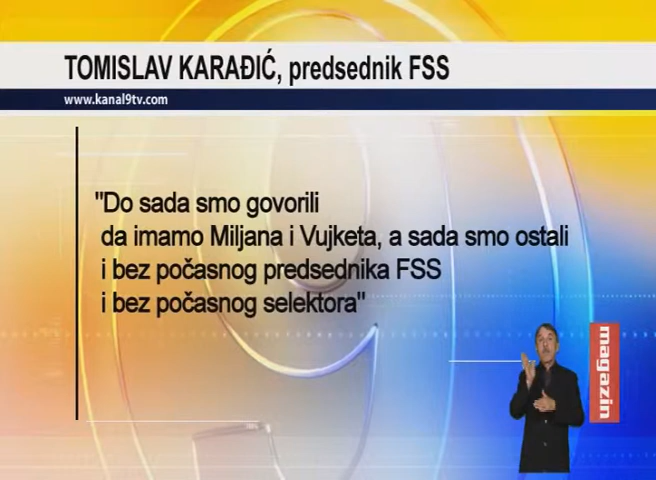 TOMISLAV KARAĐIĆ, predsednik FSS
www.kanal9tv.com
"Do sada smo govorili
da imamo Miljana i Vujketa, a sada smo ostali
i bez počasnog predsednika FSS
i bez počasnog selektora"
magazin